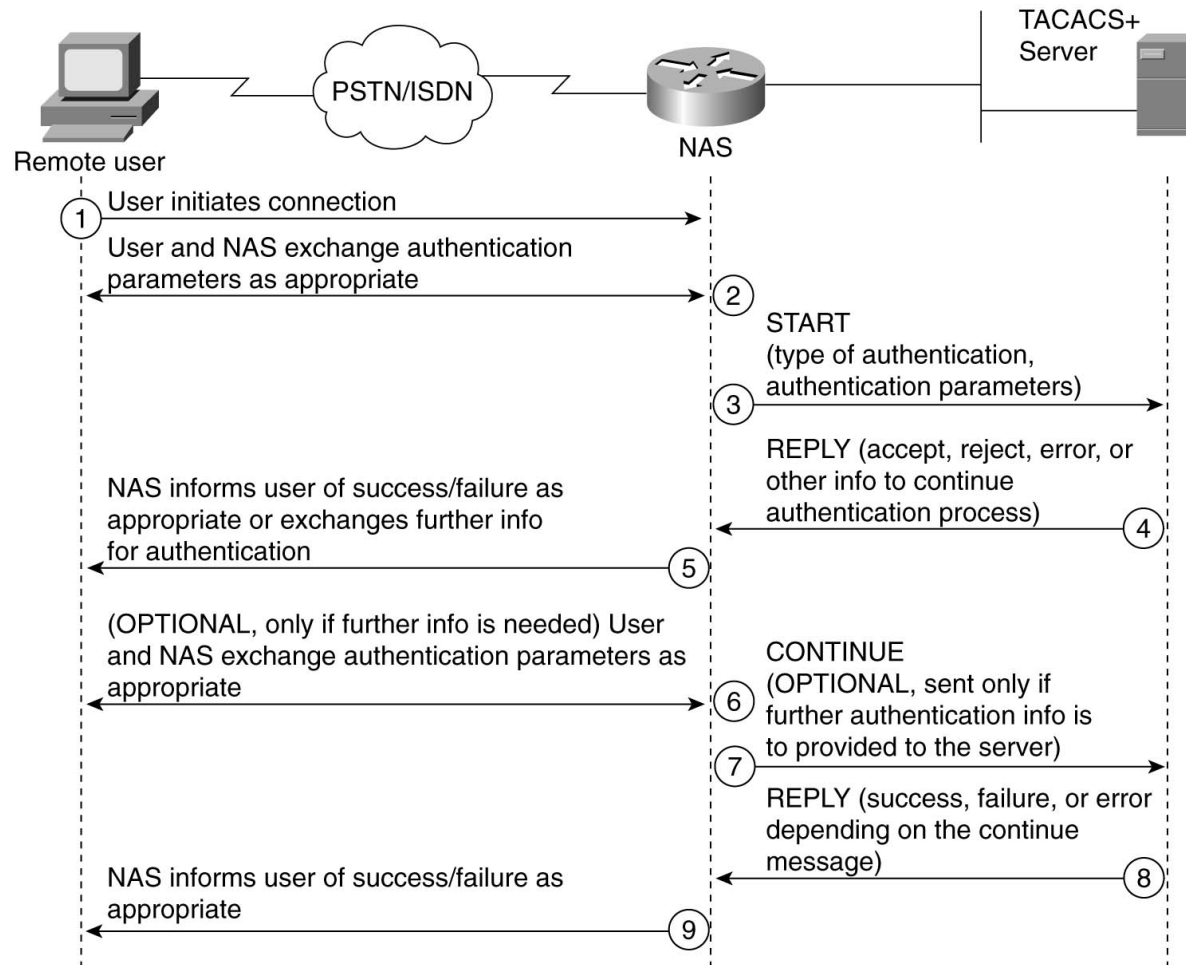 TACACS+
Server
PSTN/ISDN
NAS
Remote user
1
User initiates connection
User and NAS exchange authentication
parameters as appropriate
2
START
(type of authentication,
authentication parameters)
3
REPLY (accept, reject, error, or
other info to continue
authentication process)
4
NAS informs user of success/failure as
appropriate or exchanges further info
for authentication
5
(OPTIONAL, only if further info is needed) User
and NAS exchange authentication parameters as
appropriate
6
CONTINUE
(OPTIONAL, sent only if
further authentication info is
to provided to the server)
7
REPLY (success, failure, or error
depending on the continue
message)
8
NAS informs user of success/failure as
appropriate
9